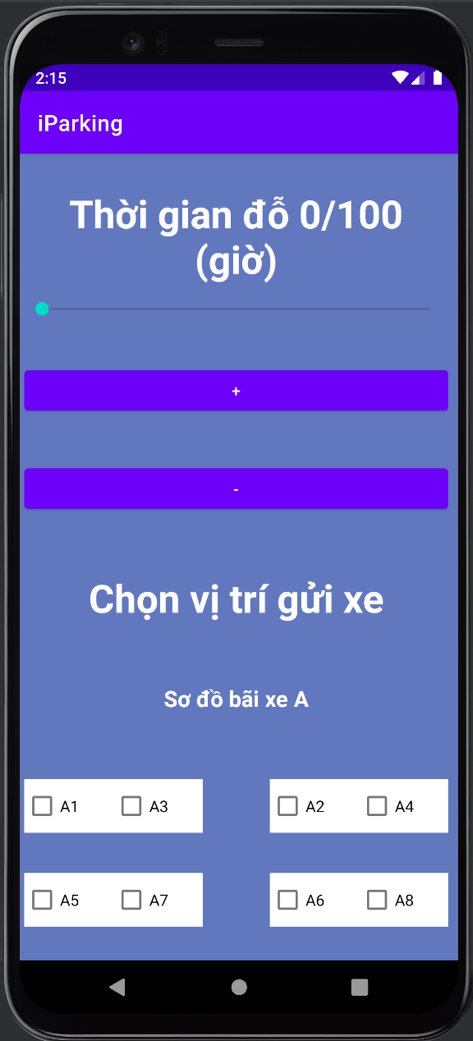 2:15
iParking
Thời gian đỗ 0/100
(giờ)
+
-
Chọn vị trí gửi xe
Sơ đồ bãi xe A
A1 A3 A2 A4
A5 A7 A6 A8